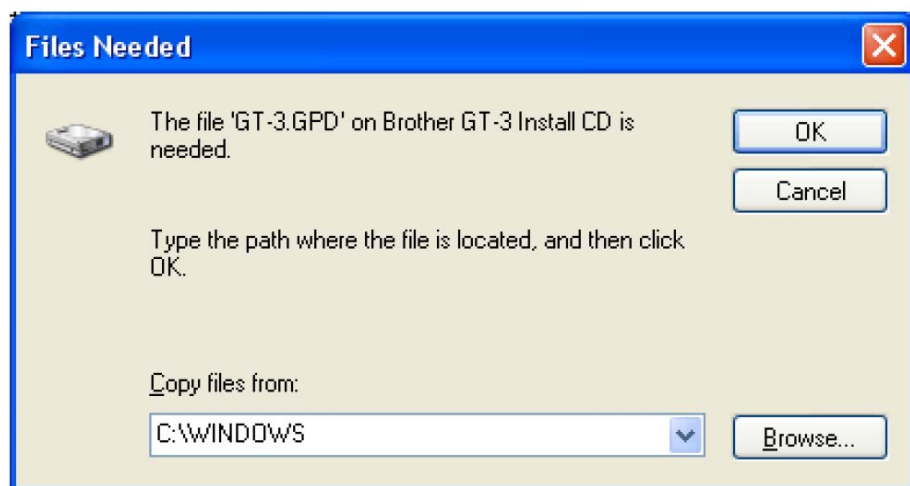 Files Needed
The file 'GT-3.GPD' on Brother GT-3 Install CD is
needed.
OK
Cancel
Type the path where the file is located, and then click
OK.
Copy files from:
C:\WINDOWS
Browse...